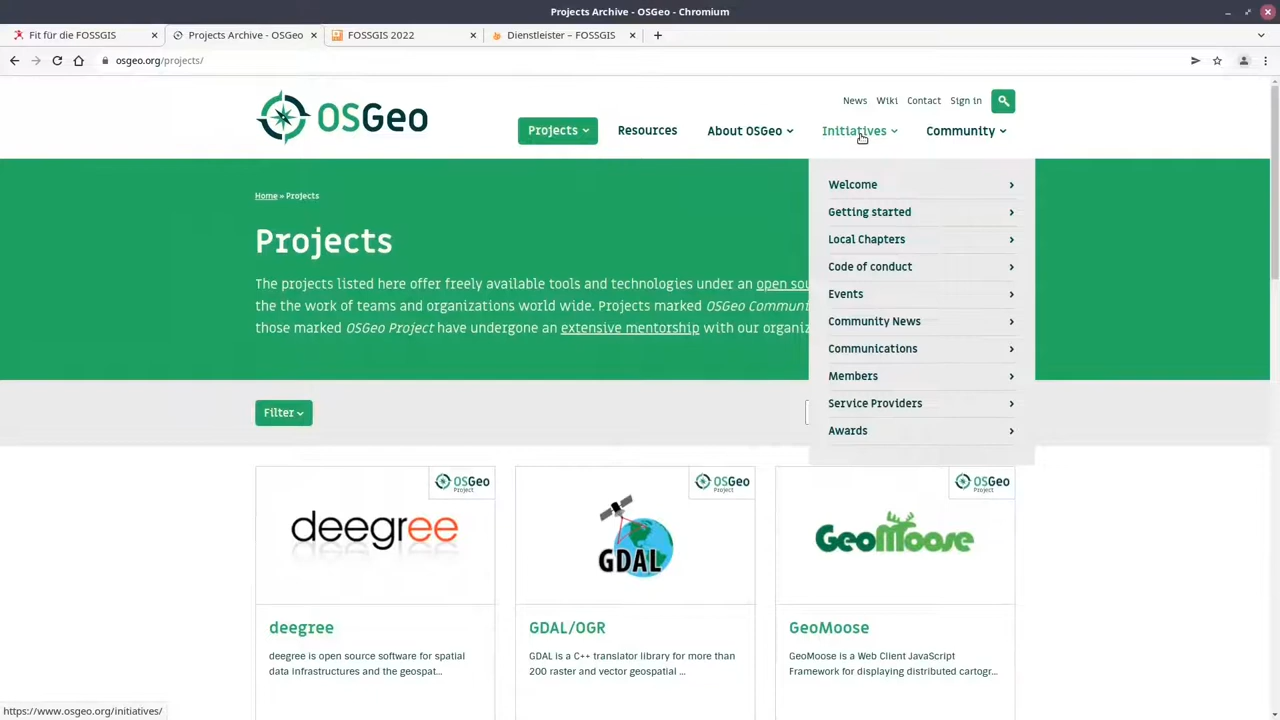 Projects Archive - OSGeo - Chromium
Fit für die FOSSGIS
Projects Archive - OSGeo
FOSSGIS 2022
Dienstleister – FOSSGIS
osgeo.org/projects/
OSGeo
News Wiki Contact Sign in
Projects Resources About OSGeo Initiatives Community
Welcome
Getting started
Local Chapters
Code of conduct
Events
Community News
Communications
Members
Service Providers
Awards
Home » Projects
Projects
The projects listed here offer freely available tools and technologies under an open sou
the the work of teams and organizations world wide. Projects marked OSGeo Communi
those marked OSGeo Project have undergone an extensive mentorship with our organiz
Filter
OSGeo
Project
deegree
deegree
deegree is open source software for spatial
data infrastructures and the geospat...
OSGeo
Project
GDAL
GDAL/OGR
GDAL is a C++ translator library for more than
200 raster and vector geospatial ...
OSGeo
Project
GeoMoose
GeoMoose
GeoMoose is a Web Client JavaScript
Framework for displaying distributed cartogr...
https://www.osgeo.org/initiatives/